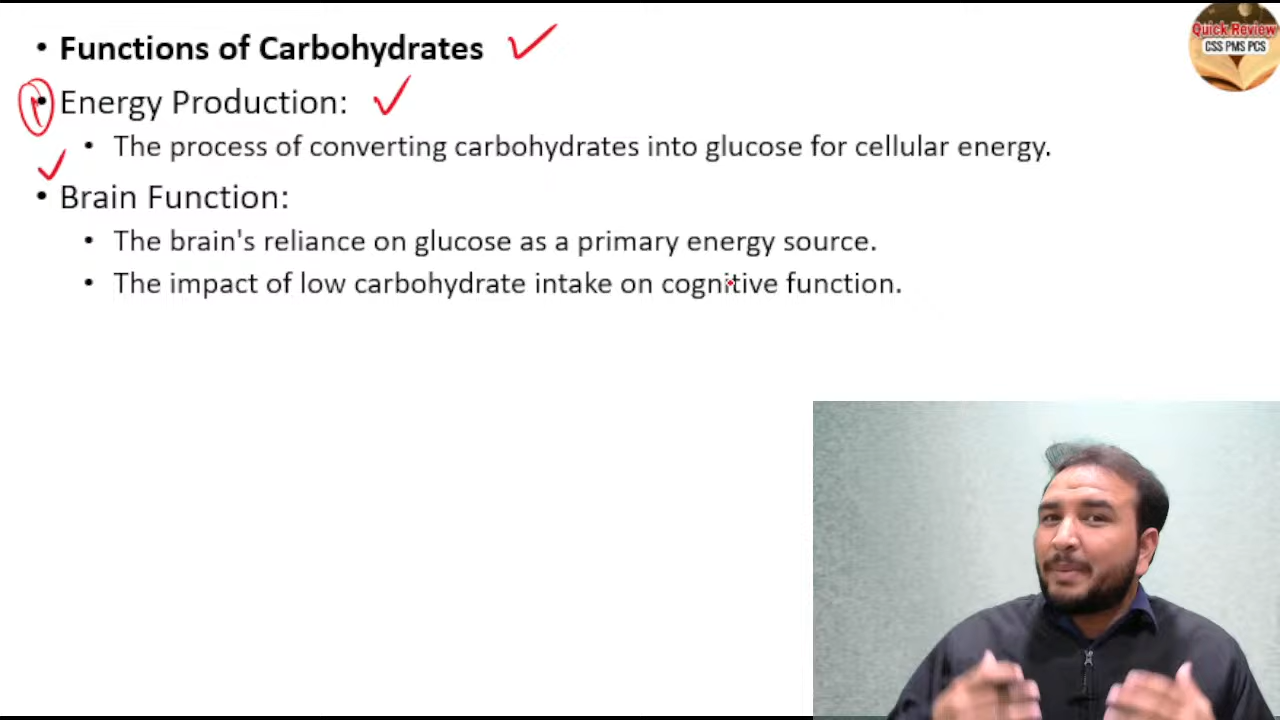 Quick Review
CSS PMS PCS
• Functions of Carbohydrates
• Energy Production:
• The process of converting carbohydrates into glucose for cellular energy.
• Brain Function:
• The brain's reliance on glucose as a primary energy source.
• The impact of low carbohydrate intake on cognitive function.